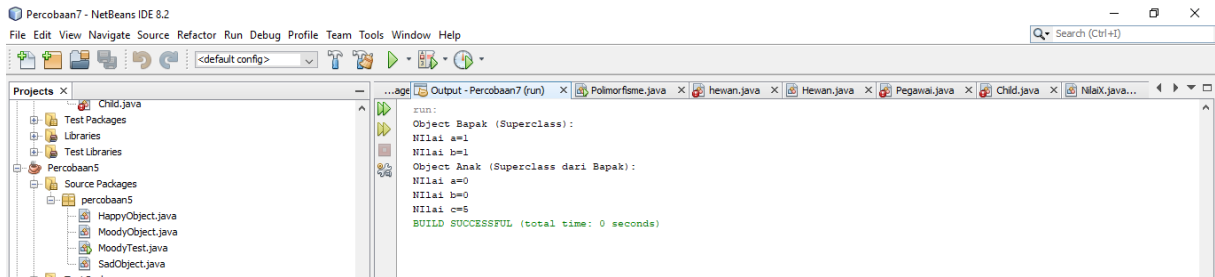 Percobaan7 - NetBeans IDE 8.2
File Edit View Navigate Source Refactor Run Debug Profile Team Tools Window Help
Search (Ctrl+I)
<default config>
Projects
...age Output - Percobaan7 (run) Polimorfisme.java hewan.java Hewan.java Pegawai.java Child.java NilaiX.java...
Child.java
Test Packages
Libraries
Test Libraries
Percobaan5
Source Packages
percobaan5
HappyObject.java
MoodyObject.java
MoodyTest.java
SadObject.java
run:
Object Bapak (Superclass):
NIlai a=1
NIlai b=1
Object Anak (Superclass dari Bapak):
NIlai a=0
NIlai b=0
NIlai c=5
BUILD SUCCESSFUL (total time: 0 seconds)